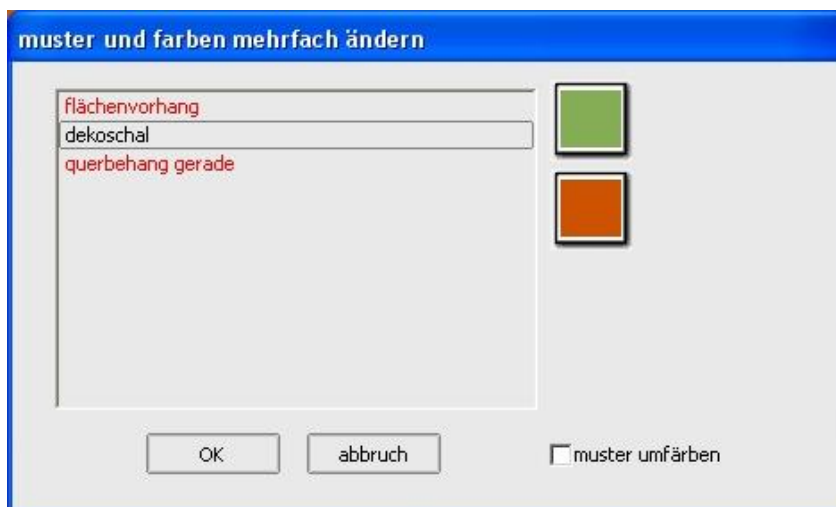 muster und farben mehrfach ändern
flächenvorhang
dekoschal
querbehang gerade
OK
abbruch
muster umfärben